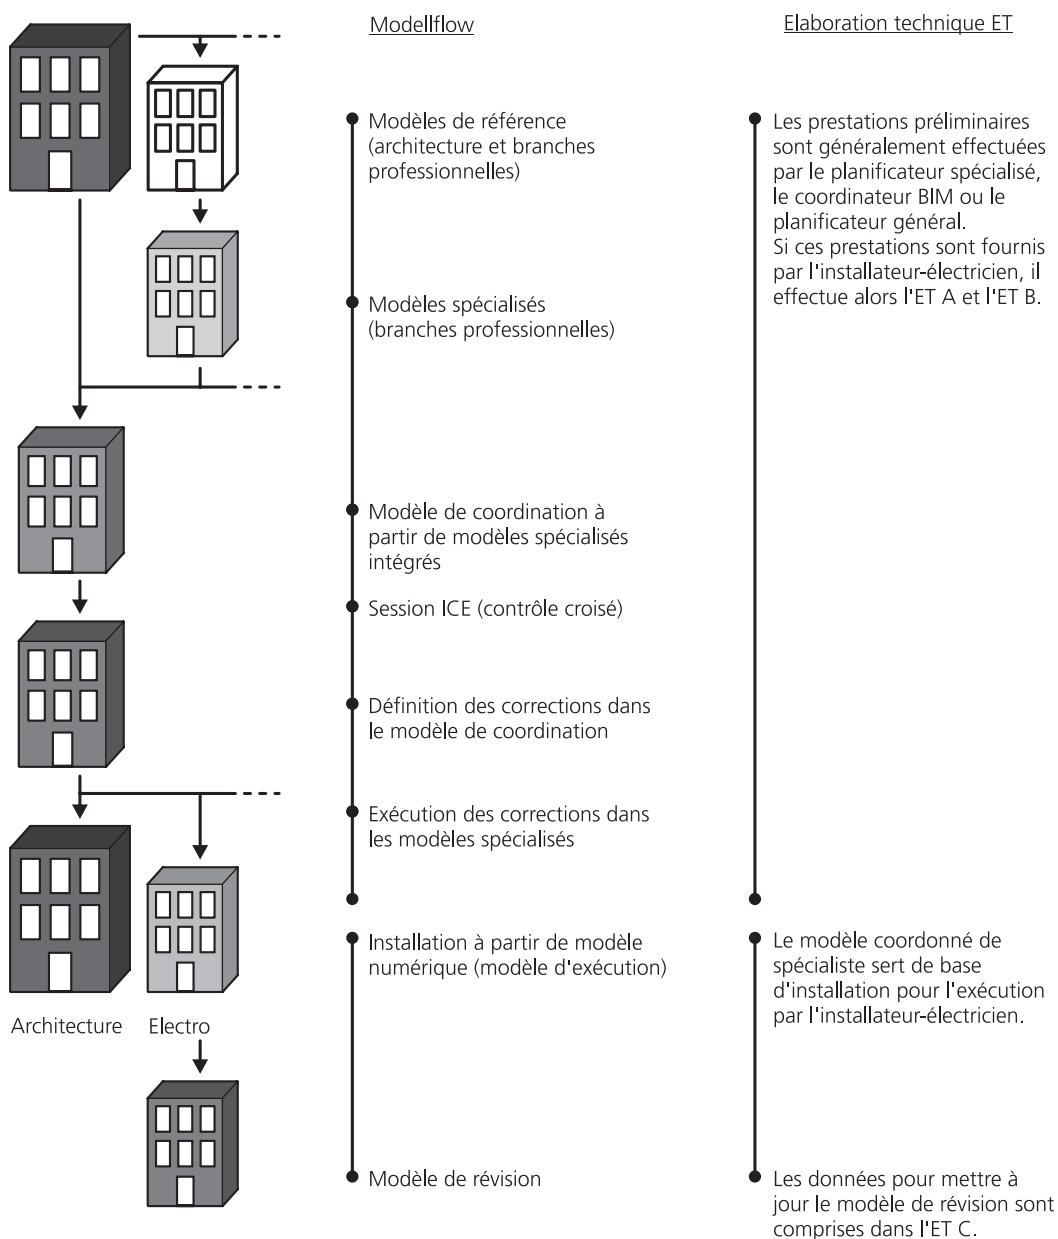 Modellflow
Modèles de référence
(architecture et branches
professionnelles)
Modèles spécialisés
(branches professionnelles)
Modèle de coordination à
partir de modèles spécialisés
intégrés
Session ICE (contrôle croisé)
Définition des corrections dans
le modèle de coordination
Exécution des corrections dans
les modèles spécialisés
Installation à partir de modèle
numérique (modèle d'exécution)
Modèle de révision
Elaboration technique ET
Les prestations préliminaires
sont généralement effectuées
par le planificateur spécialisé,
le coordinateur BIM ou le
planificateur général.
Si ces prestations sont fournis
par l'installateur-électricien, il
effectue alors l'ET A et l'ET B.
Le modèle coordonné de
spécialiste sert de base
d'installation pour l'exécution
par l'installateur-électricien.
Les données pour mettre à
jour le modèle de révision sont
comprises dans l'ET C.
Architecture
Electro